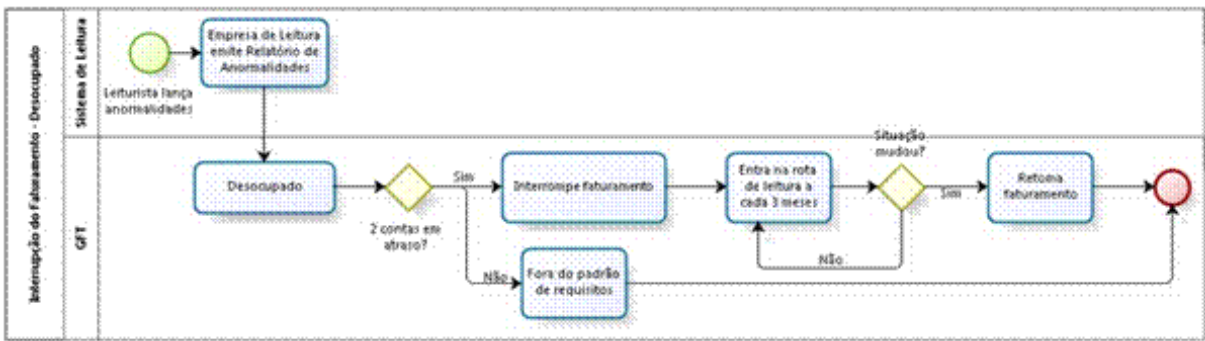 Interrupção do Faturamento - Desocupado
Sistema de Leitura
Leiturista lança
anormalidades
Empresa de Leitura
emite Relatório de
Anormalidades
GFT
Desocupado
2 contas em
atraso?
Sim
Interrompe faturamento
Entra na rota
de leitura a
cada 3 meses
Situação
mudou?
Sim
Retoma
faturamento
Não
Não
Fora do padrão
de requisitos